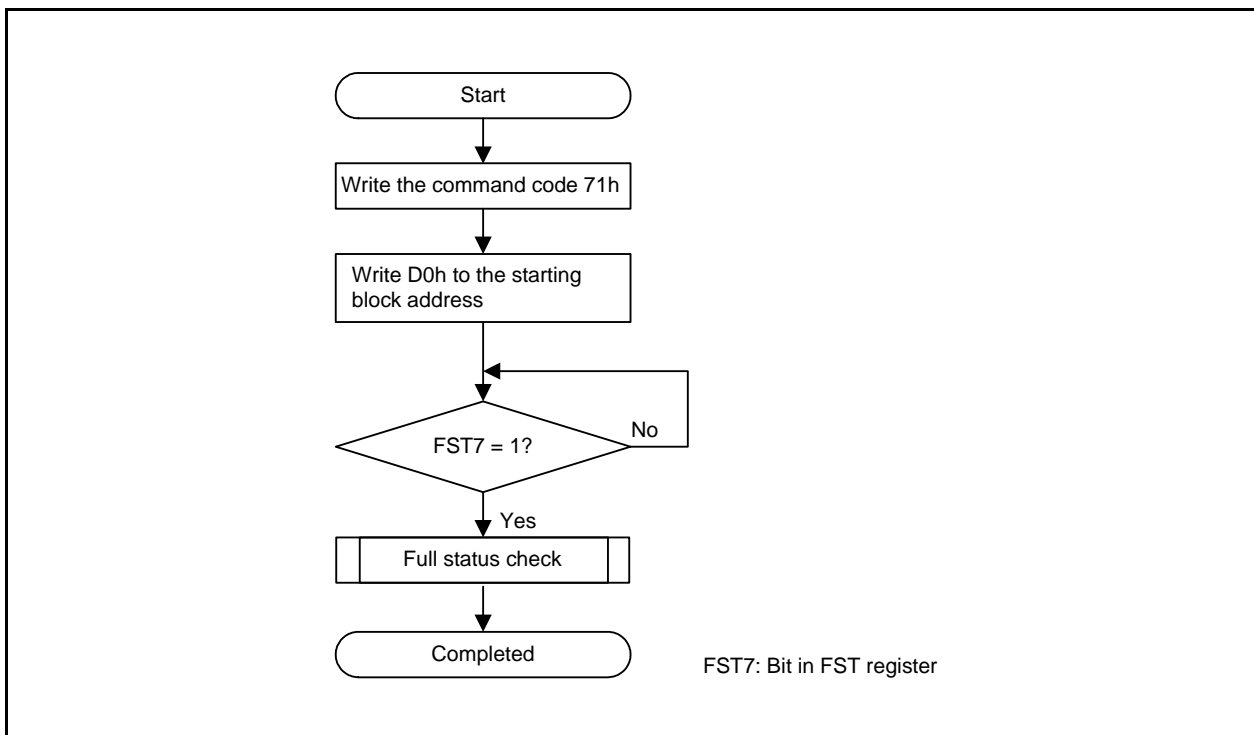 Start
Write the command code 71h
Write D0h to the starting
block address
FST7 = 1?
No
Yes
Full status check
Completed
FST7: Bit in FST register